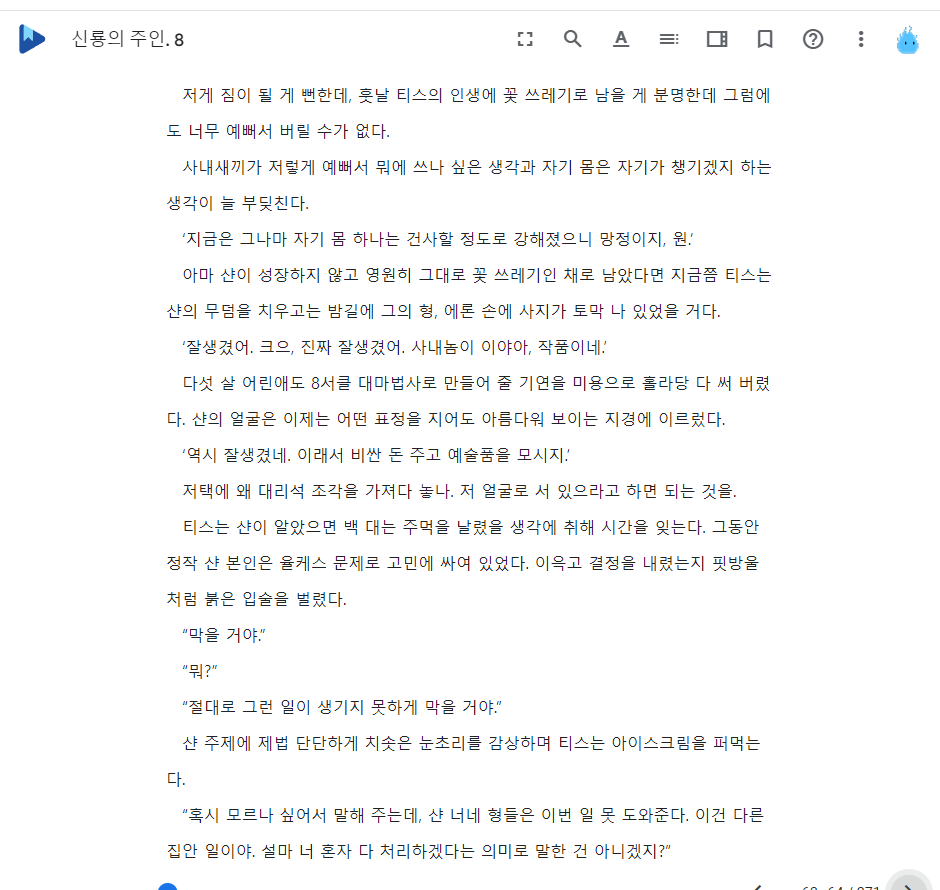 신룡의 주인. 8
저게 짐이 될 게 뻔한데, 훗날 티스의 인생에 꽃 쓰레기로 남을 게 분명한데 그럼에
도 너무 예뻐서 버릴 수가 없다.
사내새끼가 저렇게 예뻐서 뭐에 쓰나 싶은 생각과 자기 몸은 자기가 챙기겠지 하는
생각이 늘 부딪친다.
‘지금은 그나마 자기 몸 하나는 건사할 정도로 강해졌으니 망정이지, 원.’
아마 샨이 성장하지 않고 영원히 그대로 꽃 쓰레기인 채로 남았다면 지금쯤 티스는
샨의 무덤을 치우고는 밤길에 그의 형, 에론 손에 사지가 토막 나 있었을 거다.
‘잘생겼어. 크으, 진짜 잘생겼어. 사내놈이 이야아, 작품이네.’
다섯 살 어린애도 8서클 대마법사로 만들어 줄 기연을 미용으로 홀라당 다 써 버렸
다. 샨의 얼굴은 이제는 어떤 표정을 지어도 아름다워 보이는 지경에 이르렀다.
‘역시 잘생겼네. 이래서 비싼 돈 주고 예술품을 모시지.’
저택에 왜 대리석 조각을 가져다 놓나. 저 얼굴로 서 있으라고 하면 되는 것을.
티스는 샨이 알았으면 백 대는 주먹을 날렸을 생각에 취해 시간을 잊는다. 그동안
정작 샨 본인은 율케스 문제로 고민에 싸여 있었다. 이윽고 결정을 내렸는지 핏방울
처럼 붉은 입술을 벌렸다.
“막을 거야.”
“뭐?”
“절대로 그런 일이 생기지 못하게 막을 거야.”
샨 주제에 제법 단단하게 치솟은 눈초리를 감상하며 티스는 아이스크림을 퍼먹는
다.
“혹시 모르나 싶어서 말해 주는데, 샨 너네 형들은 이번 일 못 도와준다. 이건 다른
집안 일이야. 설마 너 혼자 다 처리하겠다는 의미로 말한 건 아니겠지?”